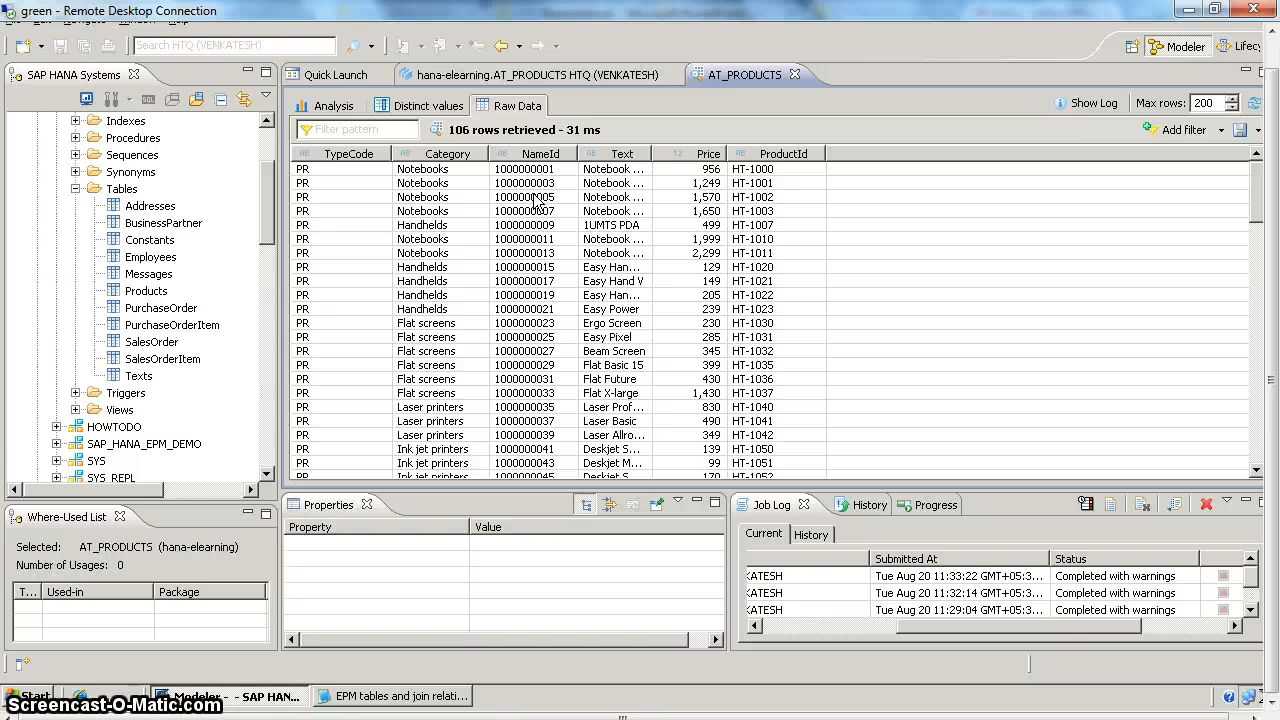 green - Remote Desktop Connection
Search HTQ (VENKATESH)
Modeler
Lifec
SAP HANA Systems
Quick Launch
hana-elearning.AT_PRODUCTS HTQ (VENKATESH)
AT_PRODUCTS
SQL
Analysis
Distinct values
Raw Data
Show Log
Max rows: 200
Filter pattern
106 rows retrieved - 31 ms
Add filter
Indexes
Procedures
Sequences
Synonyms
Tables
Addresses
BusinessPartner
Constants
Employees
Messages
Products
PurchaseOrder
PurchaseOrderItem
SalesOrder
SalesOrderItem
Texts
Triggers
Views
HOWTODO
SAP_HANA_EPM_DEMO
SYS
SYS_REPL
TypeCode Category NameId Text Price ProductId
PR Notebooks 1000000001 Notebook ... 956 HT-1000
PR Notebooks 1000000003 Notebook ... 1,249 HT-1001
PR Notebooks 1000000005 Notebook ... 1,570 HT-1002
PR Notebooks 1000000007 Notebook ... 1,650 HT-1003
PR Handhelds 1000000009 1UMTS PDA 499 HT-1007
PR Notebooks 1000000011 Notebook ... 1,999 HT-1010
PR Notebooks 1000000013 Notebook ... 2,299 HT-1011
PR Handhelds 1000000015 Easy Han... 129 HT-1020
PR Handhelds 1000000017 Easy Hand V 149 HT-1021
PR Handhelds 1000000019 Easy Han... 205 HT-1022
PR Handhelds 1000000021 Easy Power 239 HT-1023
PR Flat screens 1000000023 Ergo Screen 230 HT-1030
PR Flat screens 1000000025 Easy Pixel 285 HT-1031
PR Flat screens 1000000027 Beam Screen 345 HT-1032
PR Flat screens 1000000029 Flat Basic 15 399 HT-1035
PR Flat screens 1000000031 Flat Future 430 HT-1036
PR Flat screens 1000000033 Flat X-large 1,430 HT-1037
PR Laser printers 1000000035 Laser Prof... 830 HT-1040
PR Laser printers 1000000037 Laser Basic 490 HT-1041
PR Laser printers 1000000039 Laser Allro... 349 HT-1042
PR Ink jet printers 1000000041 Deskjet S... 139 HT-1050
PR Ink jet printers 1000000043 Deskjet M... 99 HT-1051
PR Ink jet printers 1000000045 Deskjet S 170 HT-1052
Where-Used List
Selected: AT_PRODUCTS (hana-elearning)
Number of Usages: 0
T... Used-in Package
Properties
Property Value
Job Log
History
Progress
Current
History
Submitted At Status
KATESH Tue Aug 20 11:33:22 GMT+05:3... Completed with warnings
KATESH Tue Aug 20 11:32:14 GMT+05:3... Completed with warnings
KATESH Tue Aug 20 11:29:04 GMT+05:3... Completed with warnings
Start
Modeler - - SAP HAN...
EPM tables and join relati...
Screencast-O-Matic.com